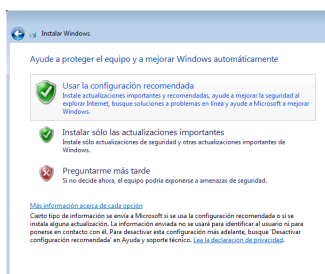 Instalar Windows
Ayude a proteger el equipo y a mejorar Windows automáticamente
Usar la configuración recomendada
Instale actualizaciones importantes y recomendadas, ayude a mejorar la seguridad al
explorar Internet, busque soluciones a problemas en línea y ayude a Microsoft a mejorar
Windows.
Instalar sólo las actualizaciones importantes
Instale sólo actualizaciones de seguridad y otras actualizaciones importantes de
Windows.
Preguntarme más tarde
Si no decide ahora, el equipo podría exponerse a amenazas de seguridad.
Más información acerca de cada opción
Cierto tipo de información se envía a Microsoft si se usa la configuración recomendada o si se
instala alguna actualización. La información enviada no se usará para identificar al usuario ni para
ponerse en contacto con él. Para desactivar esta configuración más adelante, busque 'Desactivar
configuración recomendada' en Ayuda y soporte técnico. Lea la declaración de privacidad.